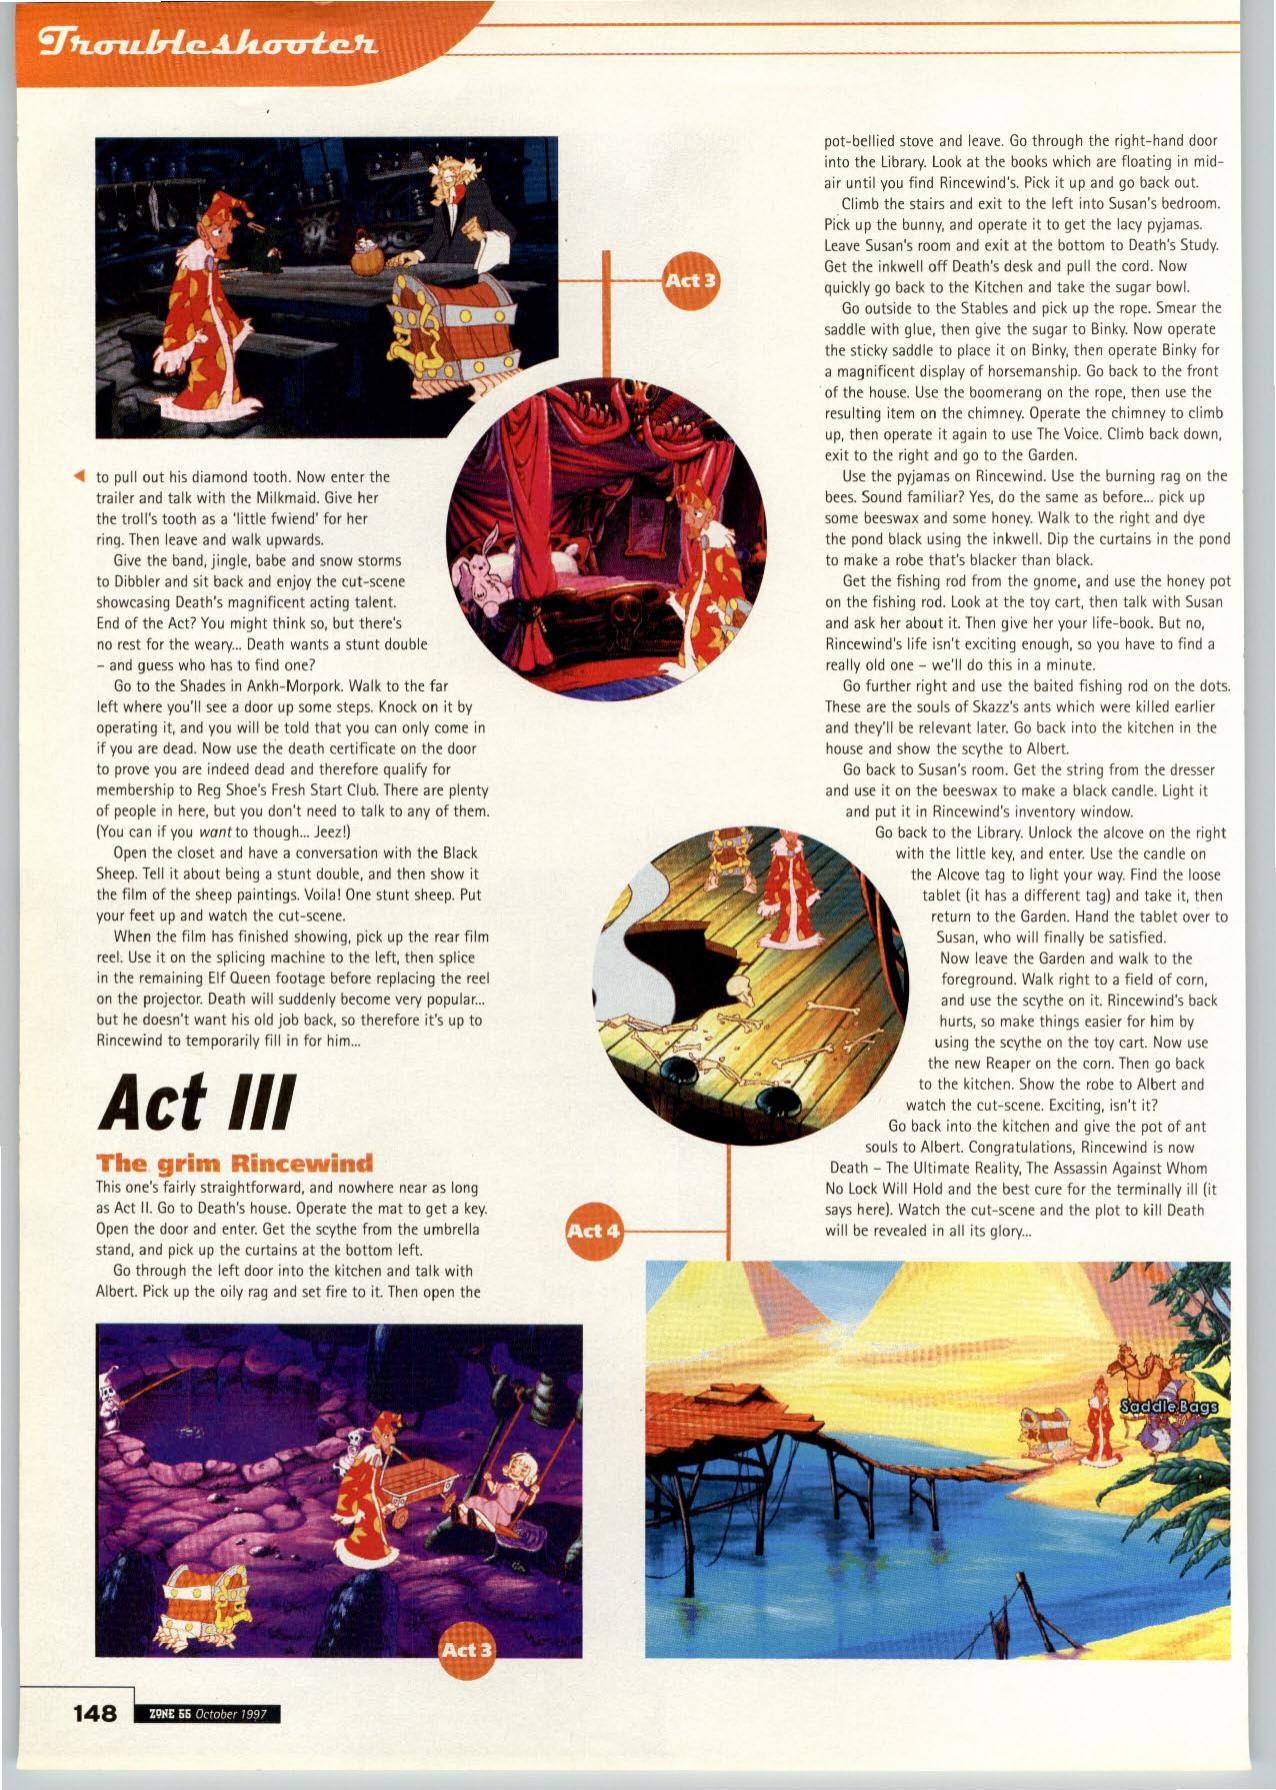 Troubleshooter
Act 3
to pull out his diamond tooth. Now enter the
trailer and talk with the Milkmaid. Give her
the troll's tooth as a 'little fwiend' for her
ring. Then leave and walk upwards.
Give the band, jingle, babe and snow storms
to Dibbler and sit back and enjoy the cut-scene
showcasing Death's magnificent acting talent.
End of the Act? You might think so, but there's
no rest for the weary... Death wants a stunt double
– and guess who has to find one?
Go to the Shades in Ankh-Morpork. Walk to the far
left where you'll see a door up some steps. Knock on it by
operating it, and you will be told that you can only come in
if you are dead. Now use the death certificate on the door
to prove you are indeed dead and therefore qualify for
membership to Reg Shoe's Fresh Start Club. There are plenty
of people in here, but you don't need to talk to any of them.
(You can if you want to though... Jeez!)
Open the closet and have a conversation with the Black
Sheep. Tell it about being a stunt double, and then show it
the film of the sheep paintings. Voila! One stunt sheep. Put
your feet up and watch the cut-scene.
When the film has finished showing, pick up the rear film
reel. Use it on the splicing machine to the left, then splice
in the remaining Elf Queen footage before replacing the reel
on the projector. Death will suddenly become very popular...
but he doesn't want his old job back, so therefore it's up to
Rincewind to temporarily fill in for him...
Act III
The grim Rincewind
This one's fairly straightforward, and nowhere near as long
as Act II. Go to Death's house. Operate the mat to get a key.
Open the door and enter. Get the scythe from the umbrella
stand, and pick up the curtains at the bottom left.
Go through the left door into the kitchen and talk with
Albert. Pick up the oily rag and set fire to it. Then open the
pot-bellied stove and leave. Go through the right-hand door
into the Library. Look at the books which are floating in mid-
air until you find Rincewind's. Pick it up and go back out.
Climb the stairs and exit to the left into Susan's bedroom.
Pick up the bunny, and operate it to get the lacy pyjamas.
Leave Susan's room and exit at the bottom to Death's Study.
Get the inkwell off Death's desk and pull the cord. Now
quickly go back to the Kitchen and take the sugar bowl.
Go outside to the Stables and pick up the rope. Smear the
saddle with glue, then give the sugar to Binky. Now operate
the sticky saddle to place it on Binky, then operate Binky for
a magnificent display of horsemanship. Go back to the front
of the house. Use the boomerang on the rope, then use the
resulting item on the chimney. Operate the chimney to climb
up, then operate it again to use The Voice. Climb back down,
exit to the right and go to the Garden.
Use the pyjamas on Rincewind. Use the burning rag on the
bees. Sound familiar? Yes, do the same as before... pick up
some beeswax and some honey. Walk to the right and dye
the pond black using the inkwell. Dip the curtains in the pond
to make a robe that's blacker than black.
Get the fishing rod from the gnome, and use the honey pot
on the fishing rod. Look at the toy cart, then talk with Susan
and ask her about it. Then give her your life-book. But no,
Rincewind's life isn't exciting enough, so you have to find a
really old one – we'll do this in a minute.
Go further right and use the baited fishing rod on the dots.
These are the souls of Skazz's ants which were killed earlier
and they'll be relevant later. Go back into the kitchen in the
house and show the scythe to Albert.
Go back to Susan's room. Get the string from the dresser
and use it on the beeswax to make a black candle. Light it
and put it in Rincewind's inventory window.
Go back to the Library. Unlock the alcove on the right
with the little key, and enter. Use the candle on
the Alcove tag to light your way. Find the loose
tablet (it has a different tag) and take it, then
return to the Garden. Hand the tablet over to
Susan, who will finally be satisfied.
Now leave the Garden and walk to the
foreground. Walk right to a field of corn,
and use the scythe on it. Rincewind's back
hurts, so make things easier for him by
using the scythe on the toy cart. Now use
the new Reaper on the corn. Then go back
to the kitchen. Show the robe to Albert and
watch the cut-scene. Exciting, isn't it?
Go back into the kitchen and give the pot of ant
souls to Albert. Congratulations, Rincewind is now
Death – The Ultimate Reality, The Assassin Against Whom
No Lock Will Hold and the best cure for the terminally ill (it
says here). Watch the cut-scene and the plot to kill Death
will be revealed in all its glory...
Act 4
Saddle Bags
Act 3
148
ZONE 55 October 1997